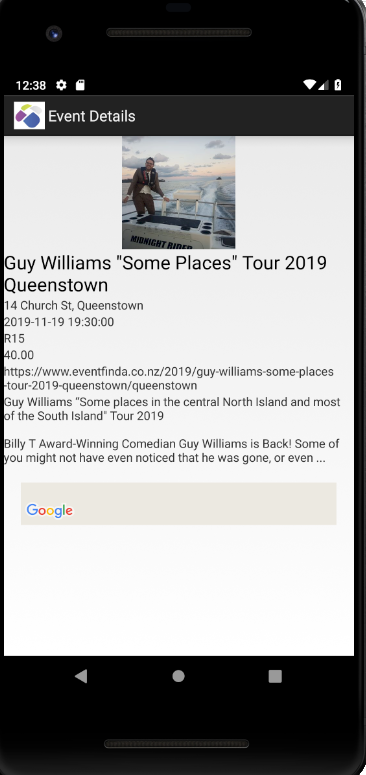 12:38
Event Details
MIDNIGHT RIDER
Guy Williams "Some Places" Tour 2019
Queenstown
14 Church St, Queenstown
2019-11-19 19:30:00
R15
40.00
https://www.eventfinda.co.nz/2019/guy-williams-some-places
-tour-2019-queenstown/queenstown
Guy Williams “Some places in the central North Island and most
of the South Island" Tour 2019
Billy T Award-Winning Comedian Guy Williams is Back! Some of
you might not have even noticed that he was gone, or even ...
Google